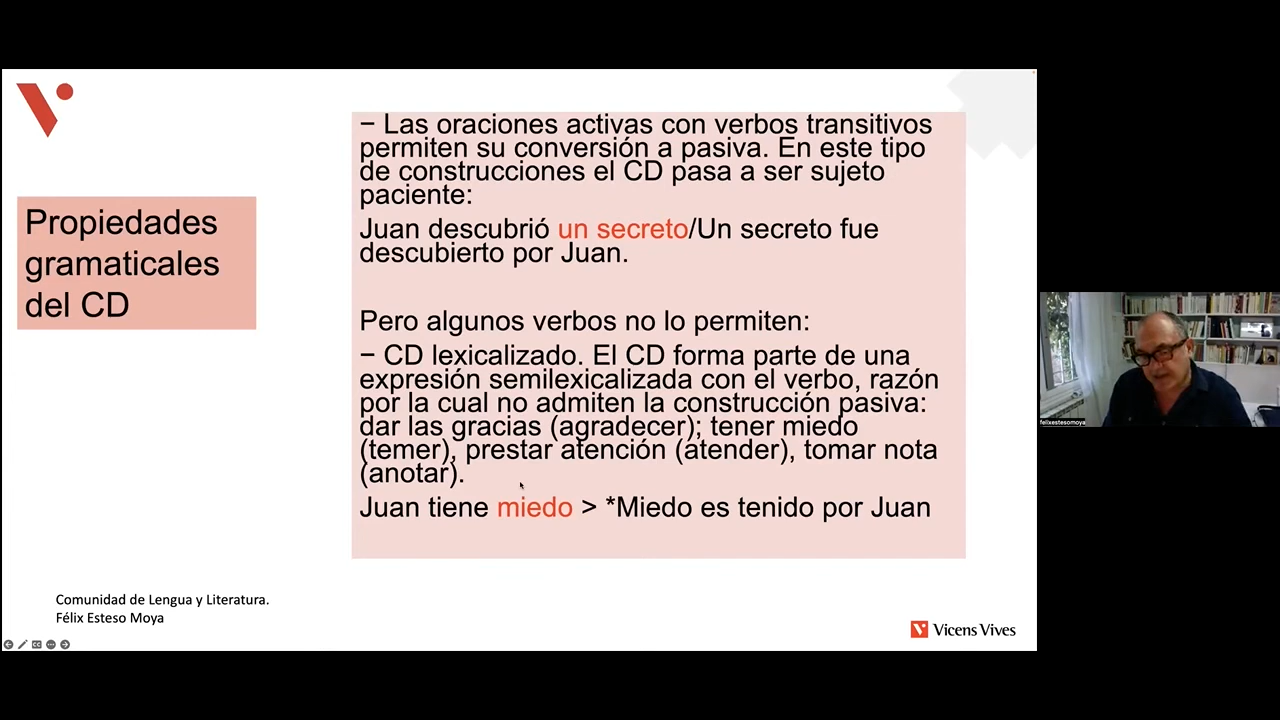 Propiedades
gramaticales
del CD
− Las oraciones activas con verbos transitivos
permiten su conversión a pasiva. En este tipo
de construcciones el CD pasa a ser sujeto
paciente:
Juan descubrió un secreto/Un secreto fue
descubierto por Juan.
Pero algunos verbos no lo permiten:
− CD lexicalizado. El CD forma parte de una
expresión semilexicalizada con el verbo, razón
por la cual no admiten la construcción pasiva:
dar las gracias (agradecer); tener miedo
(temer), prestar atención (atender), tomar nota
(anotar).
Juan tiene miedo > *Miedo es tenido por Juan
Comunidad de Lengua y Literatura.
Félix Esteso Moya
Vicens Vives
felixestesomoya